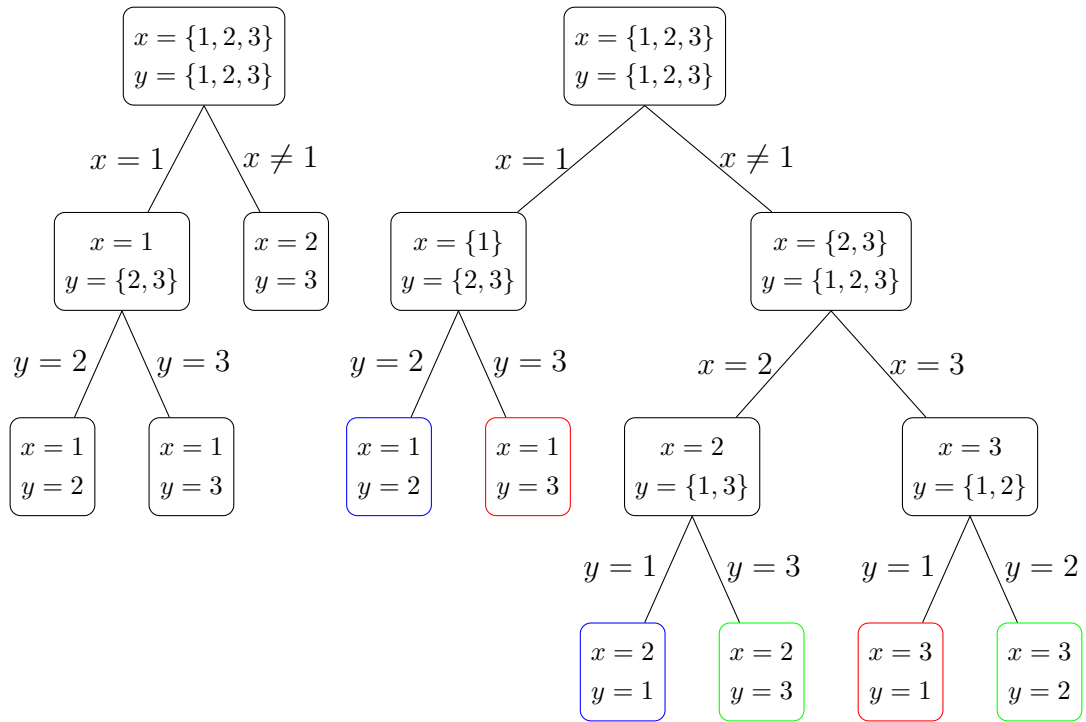 x = {1, 2, 3}
y = {1, 2, 3}
x = 1
x ≠ 1
x = 1
y = {2, 3}
x = 2
y = 3
y = 2
y = 3
x = 1
y = 2
x = 1
y = 3
x = {1, 2, 3}
y = {1, 2, 3}
x = 1
x ≠ 1
x = {1}
y = {2, 3}
x = {2, 3}
y = {1, 2, 3}
y = 2
y = 3
x = 2
x = 3
x = 1
y = 2
x = 1
y = 3
x = 2
y = {1, 3}
x = 3
y = {1, 2}
y = 1
y = 3
y = 1
y = 2
x = 2
y = 1
x = 2
y = 3
x = 3
y = 1
x = 3
y = 2